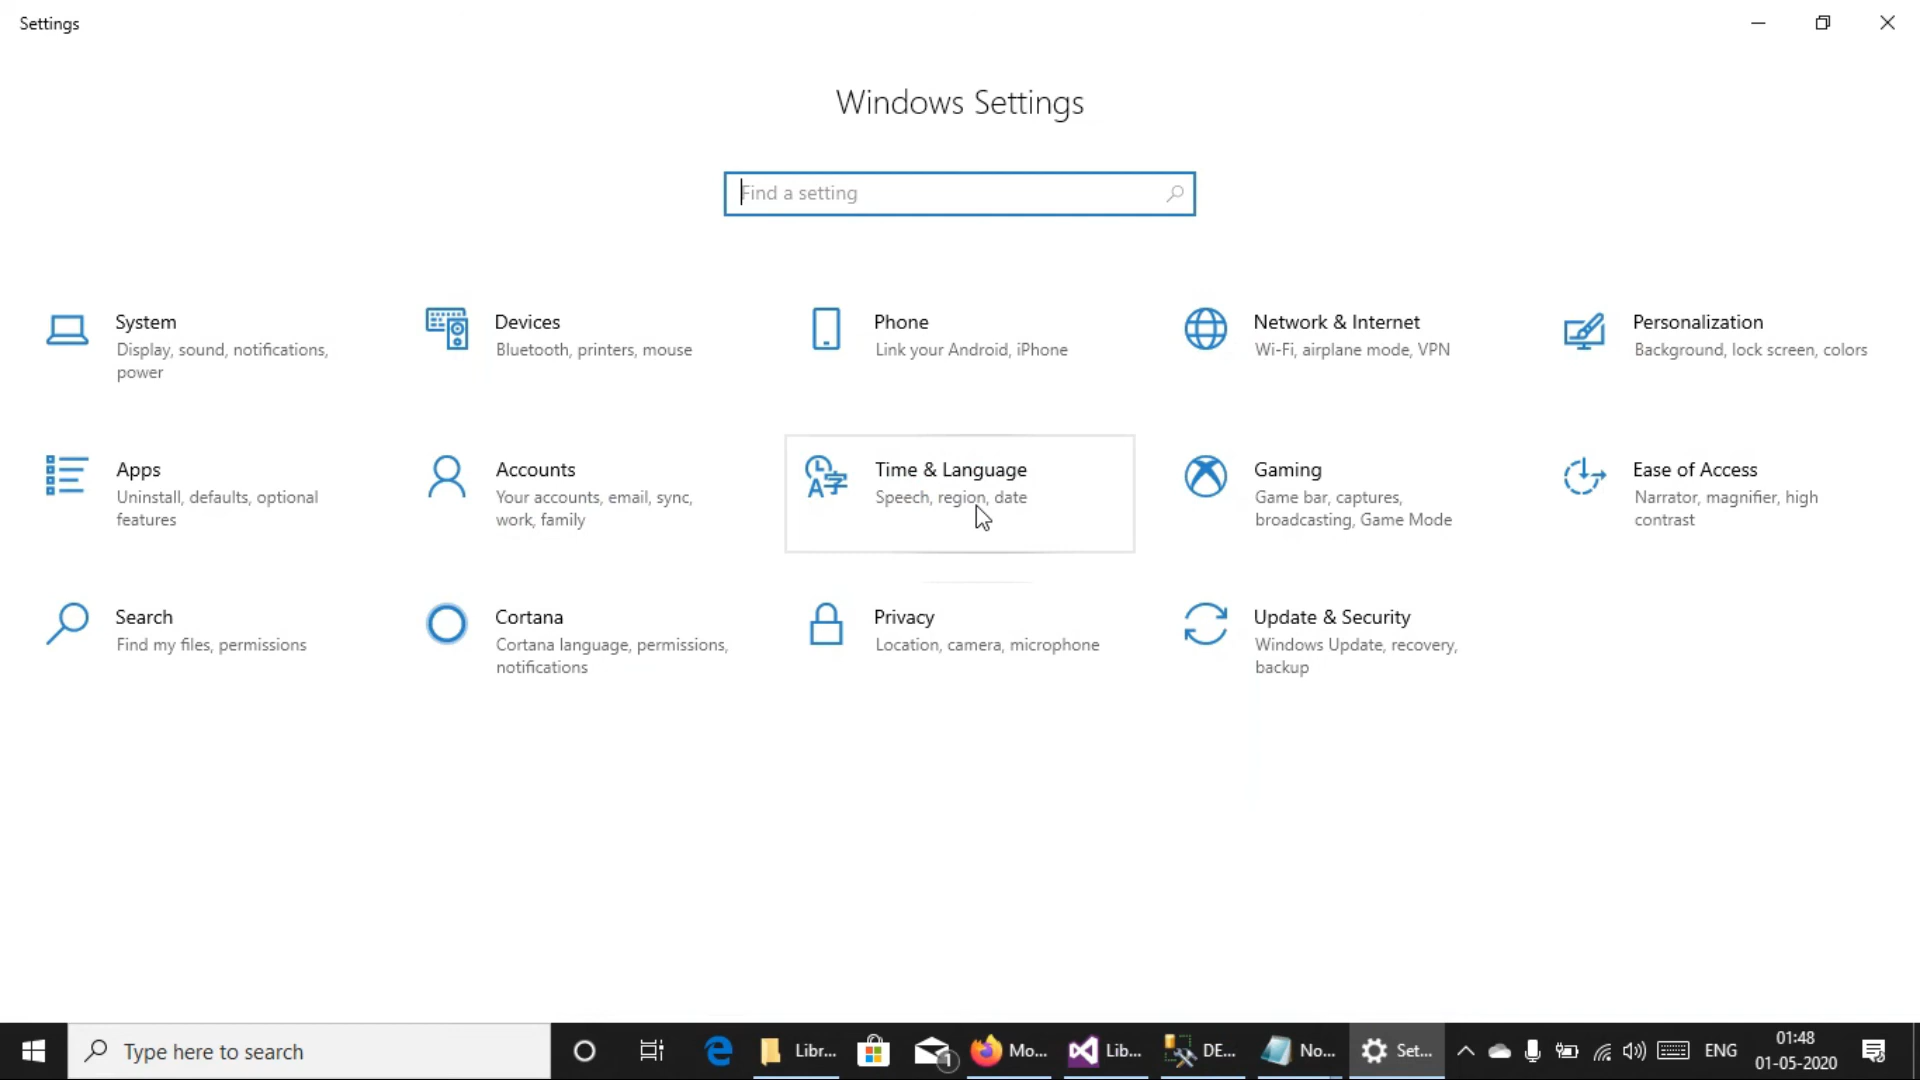 Settings
Windows Settings
Find a setting
System
Display, sound, notifications,
power
Devices
Bluetooth, printers, mouse
Phone
Link your Android, iPhone
Network & Internet
Wi-Fi, airplane mode, VPN
Personalization
Background, lock screen, colors
Apps
Uninstall, defaults, optional
features
Accounts
Your accounts, email, sync,
work, family
Time & Language
Speech, region, date
Gaming
Game bar, captures,
broadcasting, Game Mode
Ease of Access
Narrator, magnifier, high
contrast
Search
Find my files, permissions
Cortana
Cortana language, permissions,
notifications
Privacy
Location, camera, microphone
Update & Security
Windows Update, recovery,
backup
Type here to search
Libr...
1
Mo...
Lib...
DE...
No...
Set...
ENG
01:48
01-05-2020